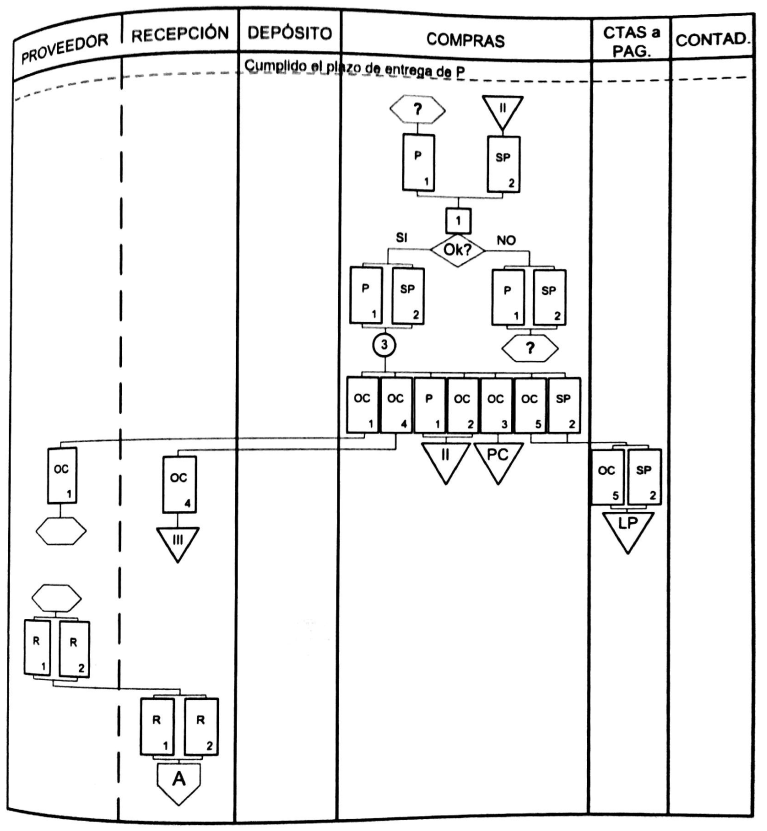 PROVEEDOR RECEPCIÓN DEPÓSITO COMPRAS CTAS a PAG. CONTAD.
Cumplido el plazo de entrega de P
? II
P 1 SP 2
1
SI Ok? NO
P 1 SP 2 P 1 SP 2
3 ?
OC 1 OC 4 P 1 OC 2 OC 3 OC 5 SP 2
II PC
OC 1 OC 4 OC 5 SP 2
III LP
R 1 R 2
R 1 R 2
A